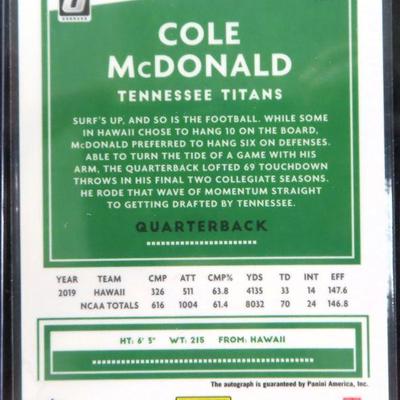 COLE
McDONALD
TENNESSEE TITANS
SURF'S UP, AND SO IS THE FOOTBALL. WHILE SOME
IN HAWAII CHOSE TO HANG 10 ON THE BOARD,
McDONALD PREFERRED TO HANG SIX ON DEFENSES.
ABLE TO TURN THE TIDE OF A GAME WITH HIS
ARM, THE QUARTERBACK LOFTED 69 TOUCHDOWN
THROWS IN HIS FINAL TWO COLLEGIATE SEASONS.
HE RODE THAT WAVE OF MOMENTUM STRAIGHT
TO GETTING DRAFTED BY TENNESSEE.
QUARTERBACK
YEAR TEAM CMP ATT CMP% YDS TD INT EFF
2019 HAWAII 326 511 63.8 4135 33 14 147.6
NCAA TOTALS 616 1004 61.4 8032 70 24 146.8
HT: 6' 5" WT: 215 FROM: HAWAII
The autograph is guaranteed by Panini America, Inc.